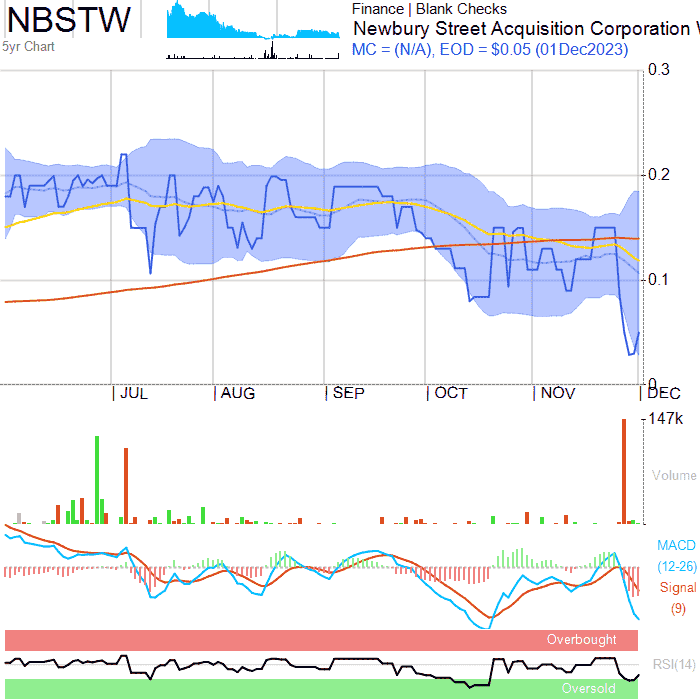 NBSTW
5yr Chart
Finance | Blank Checks
Newbury Street Acquisition Corporation
MC = (N/A), EOD = $0.05 (01Dec2023)
0.3
0.2
0.1
0
JUL
AUG
SEP
OCT
NOV
DEC
147k
Volume
MACD
(12-26)
Signal
(9)
Overbought
RSI(14)
Oversold